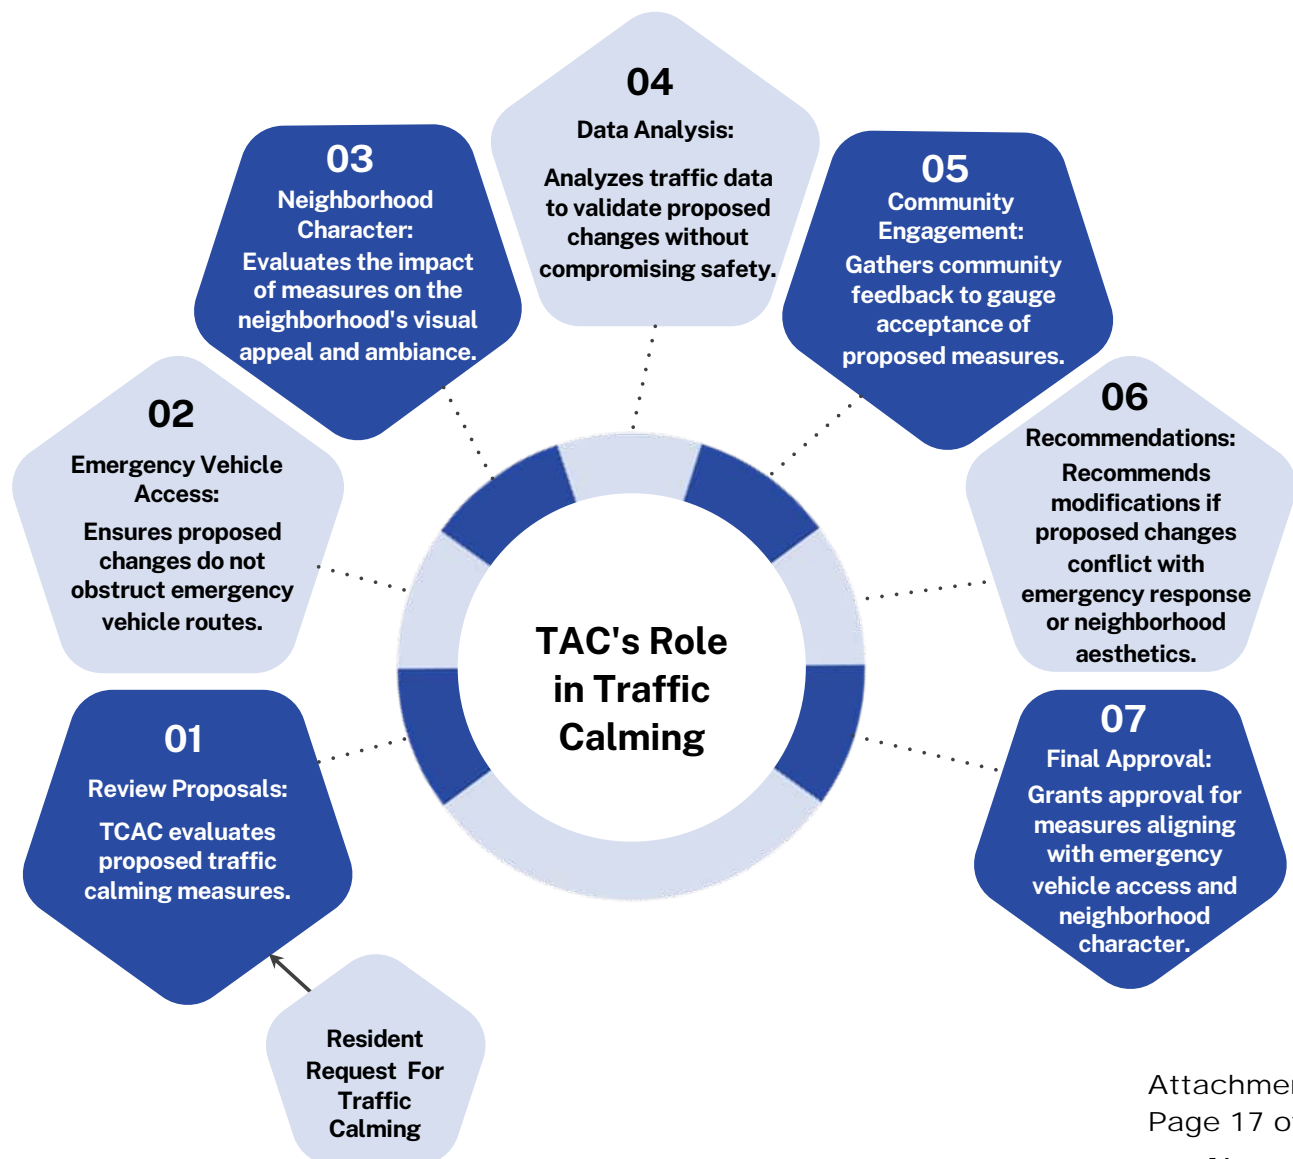 04
Data Analysis:
Analyzes traffic data
to validate proposed
changes without
compromising safety.
03
Neighborhood
Character:
Evaluates the impact
of measures on the
neighborhood's visual
appeal and ambiance.
05
Community
Engagement:
Gathers community
feedback to gauge
acceptance of
proposed measures.
02
Emergency Vehicle
Access:
Ensures proposed
changes do not
obstruct emergency
vehicle routes.
06
Recommendations:
Recommends
modifications if
proposed changes
conflict with
emergency response
or neighborhood
aesthetics.
TAC's Role
in Traffic
Calming
01
Review Proposals:
TCAC evaluates
proposed traffic
calming measures.
07
Final Approval:
Grants approval for
measures aligning
with emergency
vehicle access and
neighborhood
character.
Resident
Request For
Traffic
Calming
Page 17